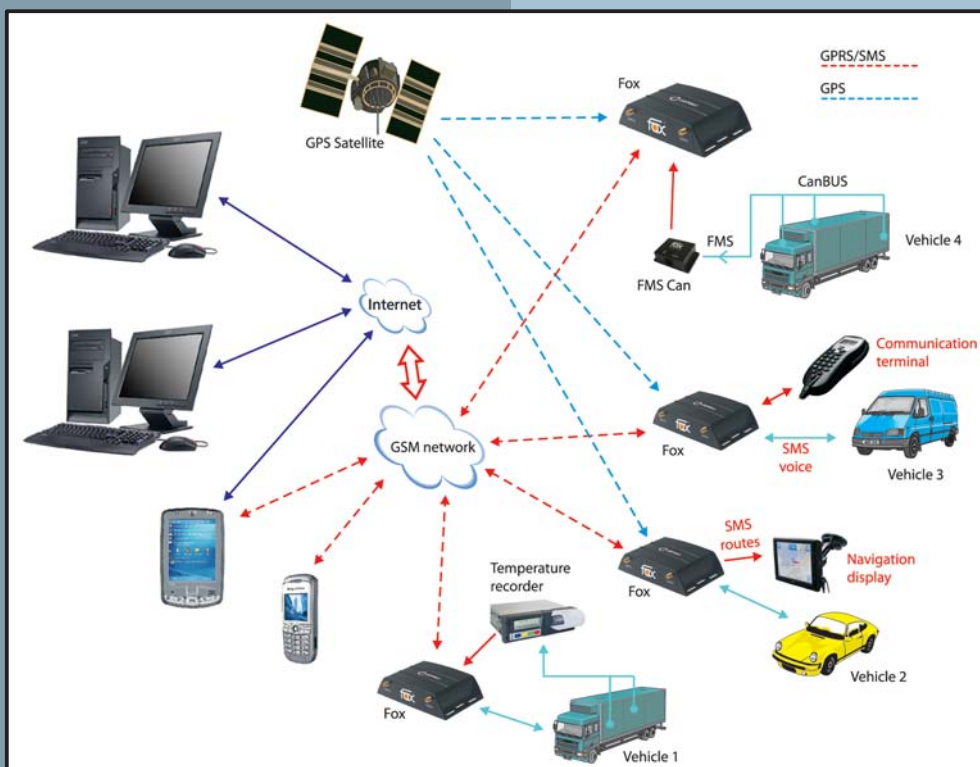 GPRS/SMS
GPS
Fox
GPS Satellite
CanBUS
FMS
Vehicle 4
FMS Can
Internet
Communication
terminal
GSM network
Fox
SMS
voice
Vehicle 3
SMS
routes
Navigation
display
Fox
Temperature
recorder
Vehicle 2
Fox
Vehicle 1